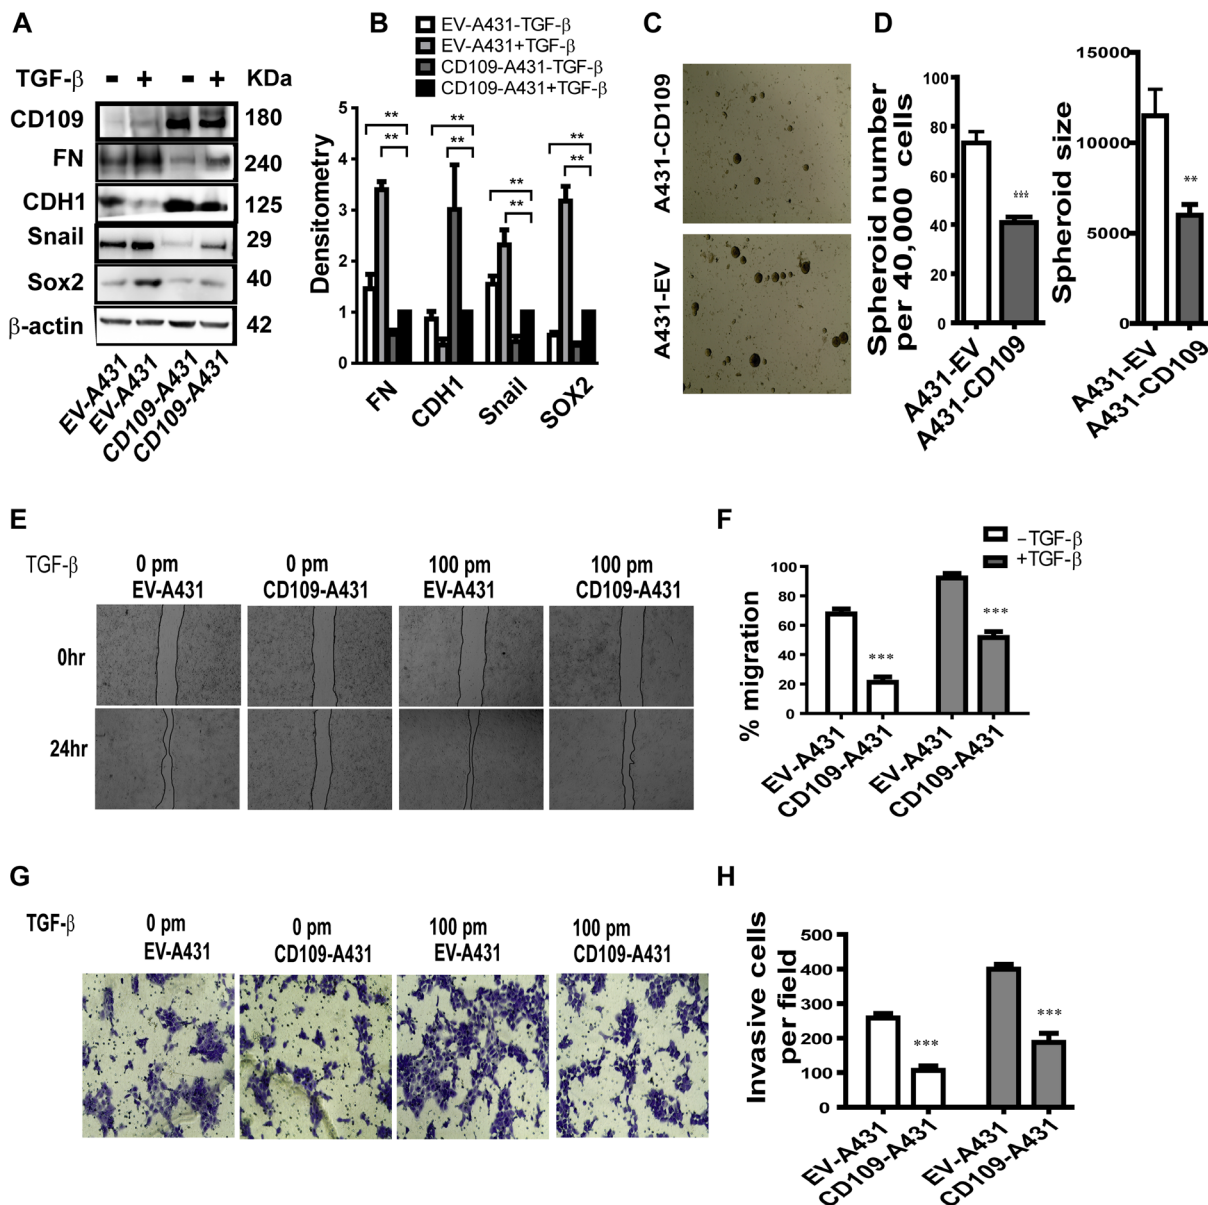 A
TGF-β - + - + KDa
CD109 180
FN 240
CDH1 125
Snail 29
Sox2 40
β-actin 42
EV-A431
EV-A431
CD109-A431
CD109-A431
B
EV-A431-TGF-β
EV-A431+TGF-β
CD109-A431-TGF-β
CD109-A431+TGF-β
Densitometry
5
4
3
2
1
0
** ** ** **
** ** ** **
FN CDH1 Snail SOX2
C
A431-CD109
A431-EV
D
Spheroid number
per 40,000 cells
100
80
60
40
20
0
***
A431-EV
A431-CD109
Spheroid size
15000
10000
5000
0
**
A431-EV
A431-CD109
E
TGF-β
0 pm
EV-A431
0 pm
CD109-A431
100 pm
EV-A431
100 pm
CD109-A431
0hr
24hr
F
–TGF-β
+TGF-β
% migration
100
80
60
40
20
0
*** ***
EV-A431
CD109-A431
EV-A431
CD109-A431
G
TGF-β
0 pm
EV-A431
0 pm
CD109-A431
100 pm
EV-A431
100 pm
CD109-A431
H
Invasive cells
per field
500
400
300
200
100
0
*** ***
EV-A431
CD109-A431
EV-A431
CD109-A431